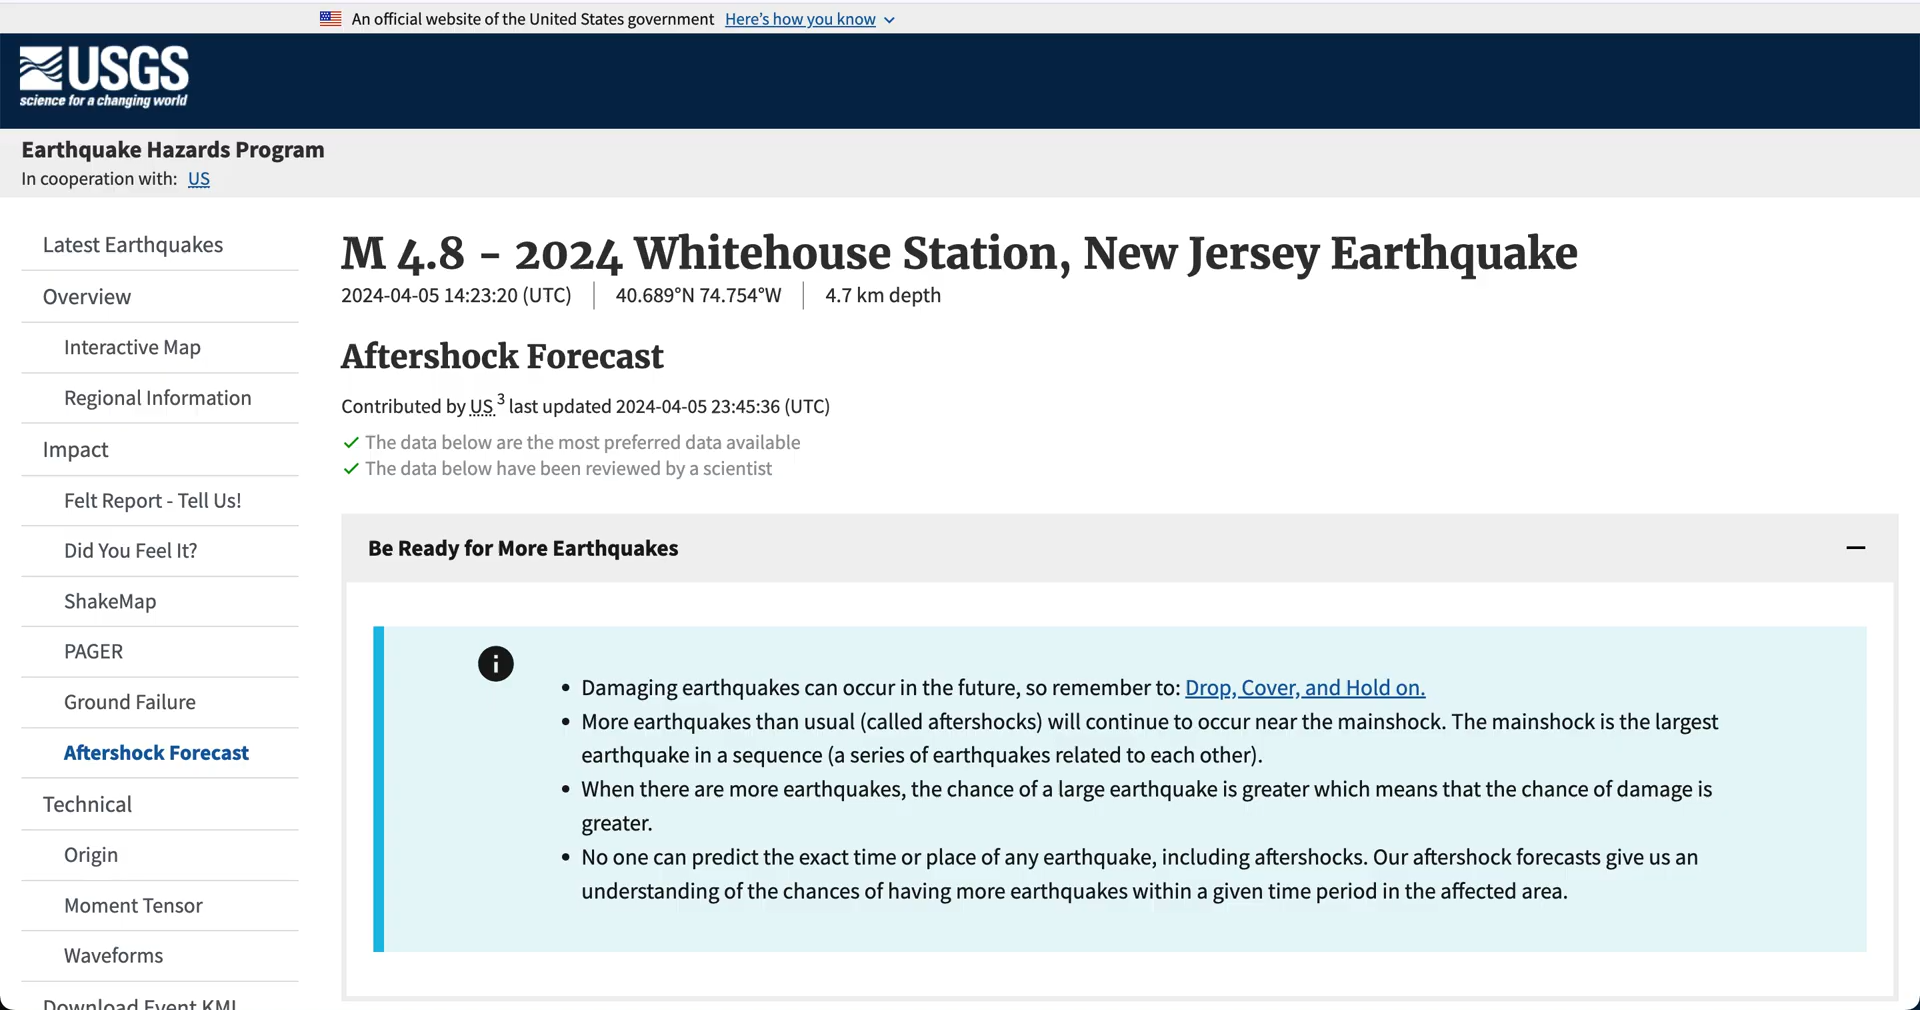 An official website of the United States government Here's how you know
USGS
science for a changing world
Earthquake Hazards Program
In cooperation with: US
Latest Earthquakes
Overview
Interactive Map
Regional Information
Impact
Felt Report - Tell Us!
Did You Feel It?
ShakeMap
PAGER
Ground Failure
Aftershock Forecast
Technical
Origin
Moment Tensor
Waveforms
Download Event KML
M 4.8 - 2024 Whitehouse Station, New Jersey Earthquake
2024-04-05 14:23:20 (UTC) 40.689°N 74.754°W 4.7 km depth
Aftershock Forecast
Contributed by US 3 last updated 2024-04-05 23:45:36 (UTC)
The data below are the most preferred data available
The data below have been reviewed by a scientist
Be Ready for More Earthquakes
• Damaging earthquakes can occur in the future, so remember to: Drop, Cover, and Hold on.
• More earthquakes than usual (called aftershocks) will continue to occur near the mainshock. The mainshock is the largest
earthquake in a sequence (a series of earthquakes related to each other).
• When there are more earthquakes, the chance of a large earthquake is greater which means that the chance of damage is
greater.
• No one can predict the exact time or place of any earthquake, including aftershocks. Our aftershock forecasts give us an
understanding of the chances of having more earthquakes within a given time period in the affected area.